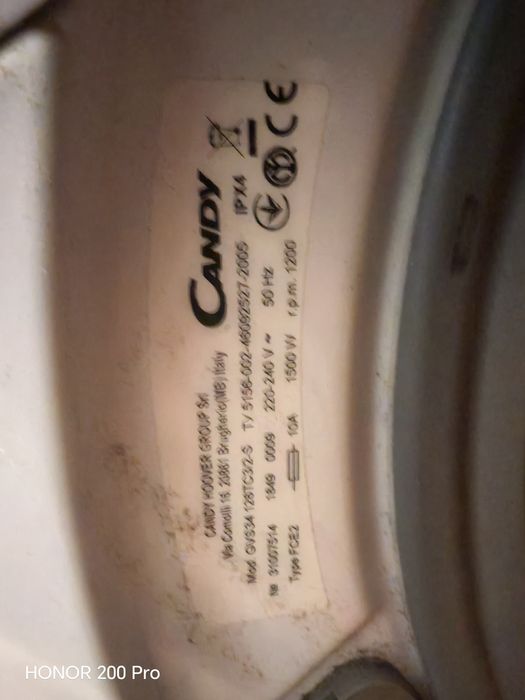 CANDY HOOVER GROUP Srl
Via Comolli 16, 20861 Brugherio(MB) Italy
CANDY
Mod GVS34 126TC3/2-S TY 5156-002-46092527-2005 IPX4
№ 31007514 1849 0009 220-240 V ~ 50 Hz
Type FCE2 10A 1500 W r.p.m. 1200
CE
HONOR 200 Pro